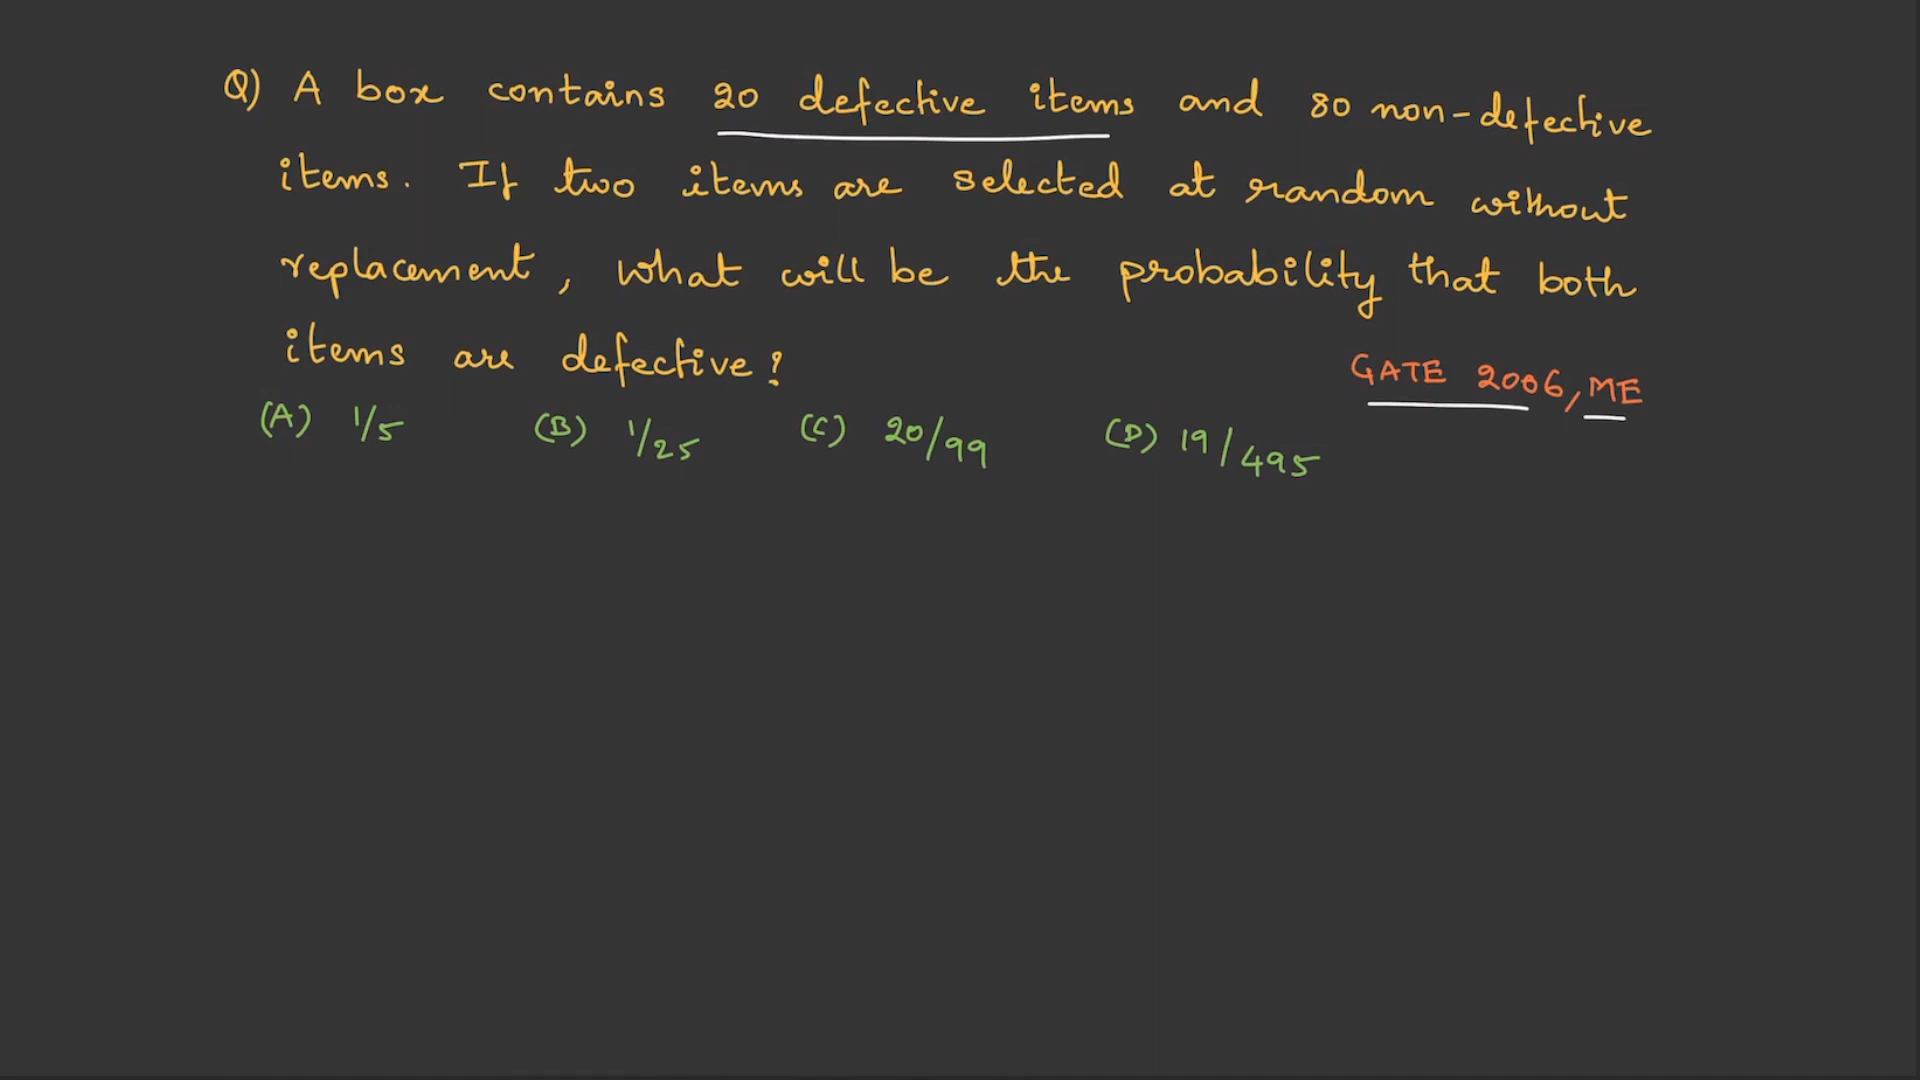 Q) A box contains 20 defective items and 80 non-defective
items. If two items are selected at random without
replacement, what will be the probability that both
items are defective?
GATE 2006, ME
(A) 1/5 (B) 1/25 (C) 20/99 (D) 19/495